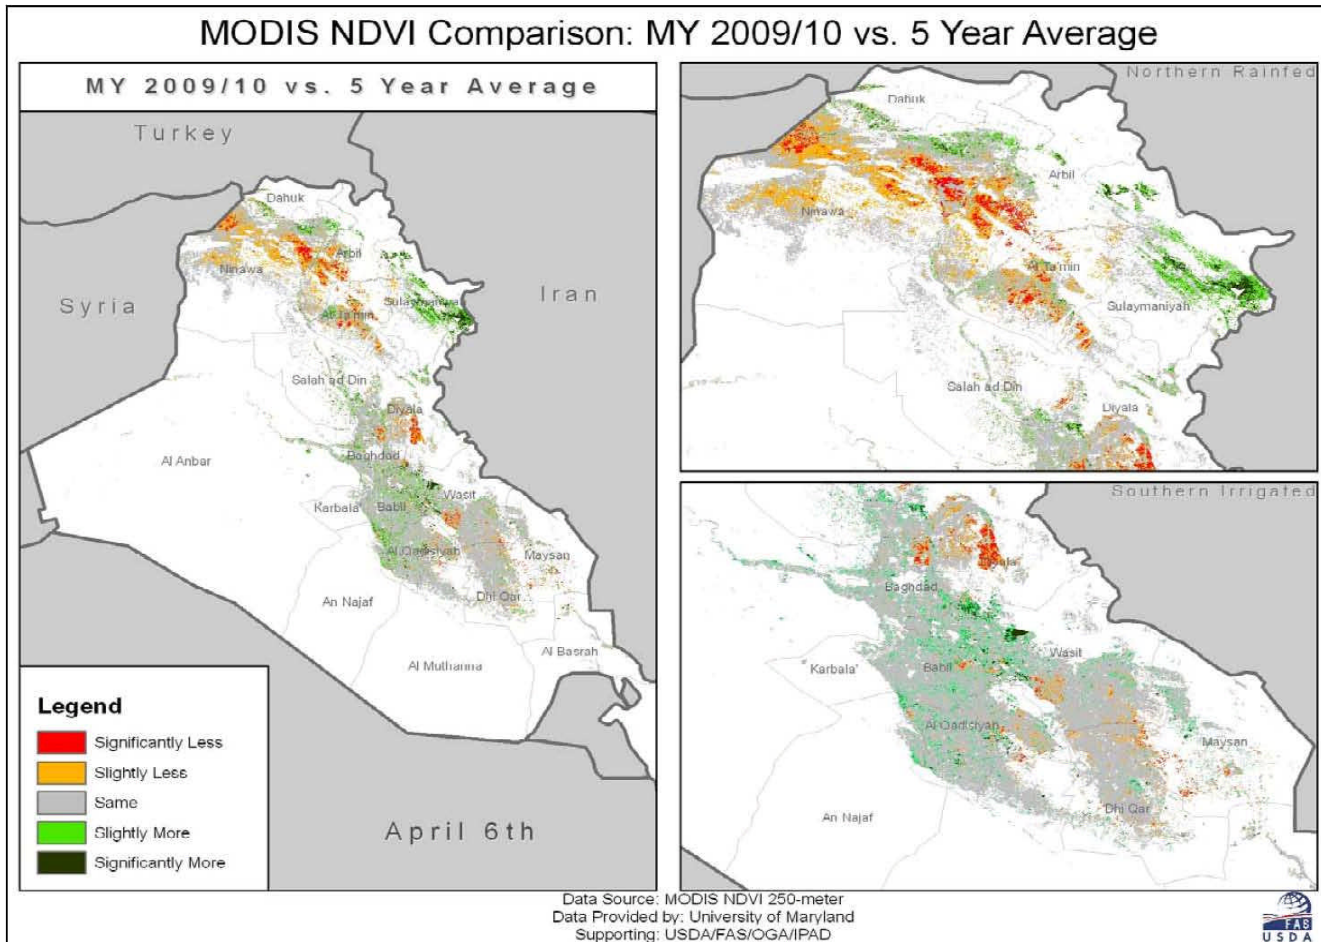 MODIS NDVI Comparison: MY 2009/10 vs. 5 Year Average
MY 2009/10 vs. 5 Year Average
Turkey
Syria
Iran
Dahuk
Ninawa
Arbil
Sulaymaniyah
At Ta'min
Salah ad Din
Diyala
Al Anbar
Baghdad
Karbala'
Babil
Wasit
Al Qadisiyah
Maysan
An Najaf
Dhi Qar
Al Muthanna
Al Basrah
April 6th
Legend
Significantly Less
Slightly Less
Same
Slightly More
Significantly More
Northern Rainfed
Dahuk
Arbil
Ninawa
At Ta'min
Sulaymaniyah
Salah ad Din
Diyala
Southern Irrigated
Diyala
Baghdad
Wasit
Karbala'
Babil
Al Qadisiyah
Maysan
An Najaf
Dhi Qar
Data Source: MODIS NDVI 250-meter
Data Provided by: University of Maryland
Supporting: USDA/FAS/OGA/IPAD
FAS
USDA